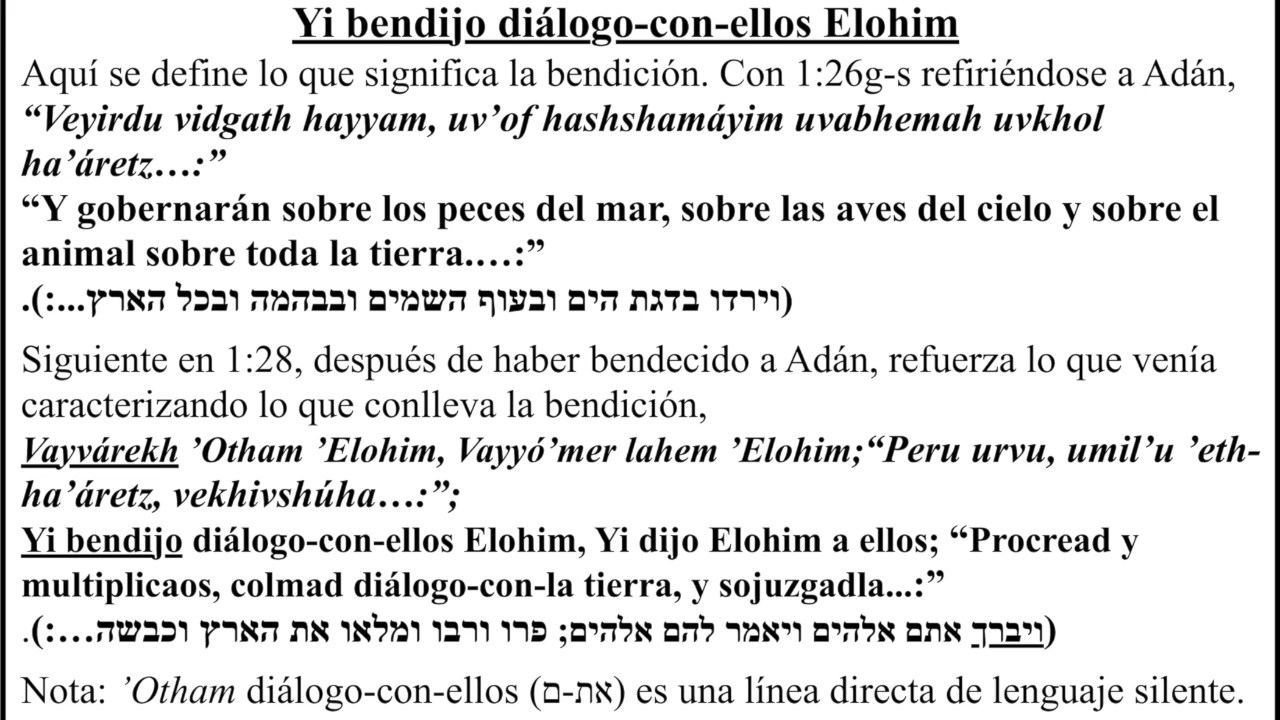 Yi bendijo diálogo-con-ellos Elohim
Aquí se define lo que significa la bendición. Con 1:26g-s refiriéndose a Adán,
“Veyirdu vidgath hayyam, uv’of hashshamáyim uvabhemah uvkhol
ha’áretz…:”
“Y gobernarán sobre los peces del mar, sobre las aves del cielo y sobre el
animal sobre toda la tierra.…:”
(וירדו בדגת הים ובעוף השמים ובבהמה ובכל הארץ...:).
Siguiente en 1:28, después de haber bendecido a Adán, refuerza lo que venía
caracterizando lo que conlleva la bendición,
Vayvárekh ’Otham ’Elohim, Vayyó’mer lahem ’Elohim;“Peru urvu, umil’u ’eth-
ha’áretz, vekhivshúha…:”;
Yi bendijo diálogo-con-ellos Elohim, Yi dijo Elohim a ellos; “Procread y
multiplicaos, colmad diálogo-con-la tierra, y sojuzgadla...:”
(ויברך אתם אלהים ויאמר להם אלהים; פרו ורבו ומלאו את הארץ וכבשה…:).
Nota: ’Otham diálogo-con-ellos (את-ם) es una línea directa de lenguaje silente.